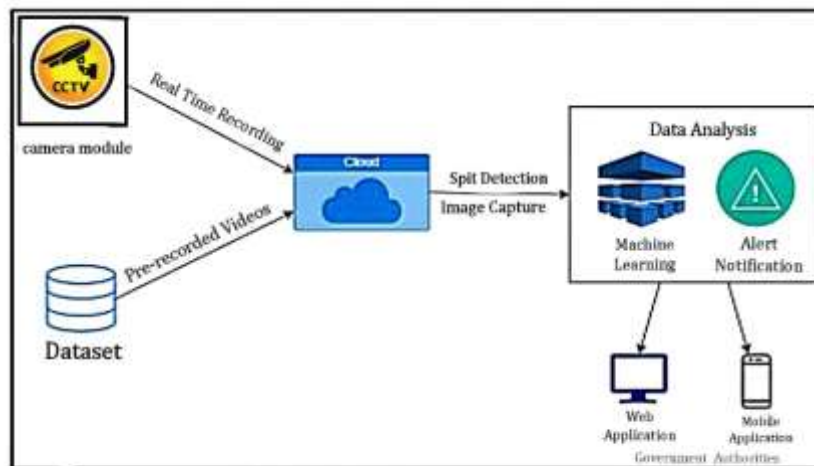 CCTV
camera module
Real Time Recording
Cloud
Pre-recorded Videos
Dataset
Spit Detection
Image Capture
Data Analysis
Machine
Learning
Alert
Notification
Web
Application
Mobile
Application
Government Authorities